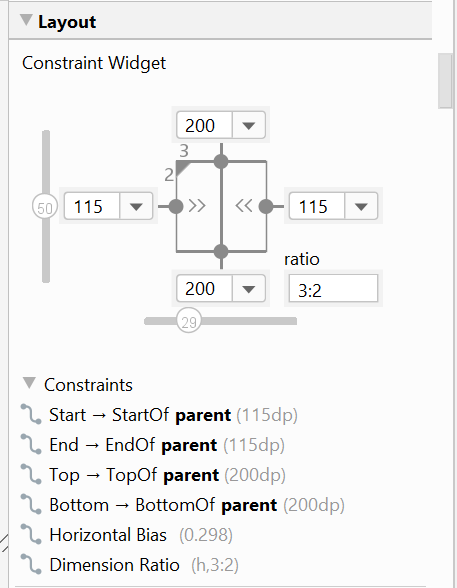 Layout
Constraint Widget
200
3
2
50
115
>>
<<
115
ratio
200
3:2
29
Constraints
Start → StartOf parent (115dp)
End → EndOf parent (115dp)
Top → TopOf parent (200dp)
Bottom → BottomOf parent (200dp)
Horizontal Bias (0.298)
Dimension Ratio (h,3:2)